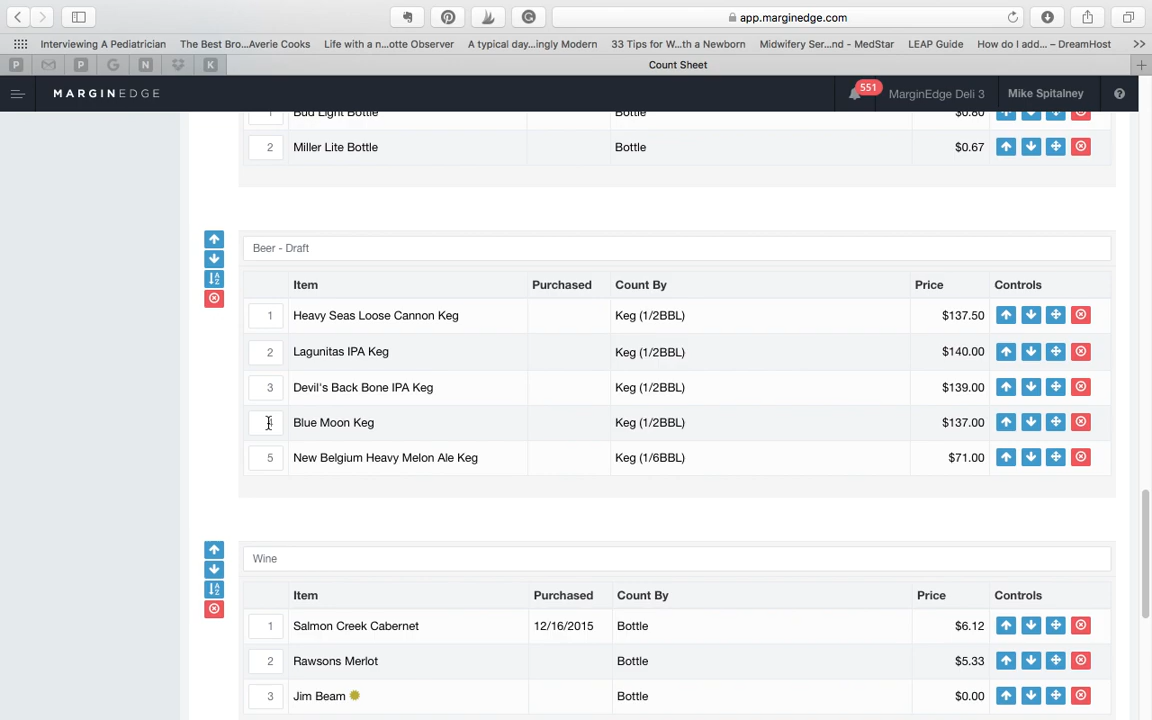 app.marginedge.com
Interviewing A Pediatrician The Best Bro...Averie Cooks Life with a n...otte Observer A typical day...ingly Modern 33 Tips for W...th a Newborn Midwifery Ser...nd - MedStar LEAP Guide How do I add... – DreamHost >>
P P G N K Count Sheet +
MARGINEDGE 551 MarginEdge Deli 3 Mike Spitalney ?
1 Bud Light Bottle Bottle $0.80
2 Miller Lite Bottle Bottle $0.67
Beer - Draft
Item Purchased Count By Price Controls
1 Heavy Seas Loose Cannon Keg Keg (1/2BBL) $137.50
2 Lagunitas IPA Keg Keg (1/2BBL) $140.00
3 Devil's Back Bone IPA Keg Keg (1/2BBL) $139.00
4 Blue Moon Keg Keg (1/2BBL) $137.00
5 New Belgium Heavy Melon Ale Keg Keg (1/6BBL) $71.00
Wine
Item Purchased Count By Price Controls
1 Salmon Creek Cabernet 12/16/2015 Bottle $6.12
2 Rawsons Merlot Bottle $5.33
3 Jim Beam Bottle $0.00